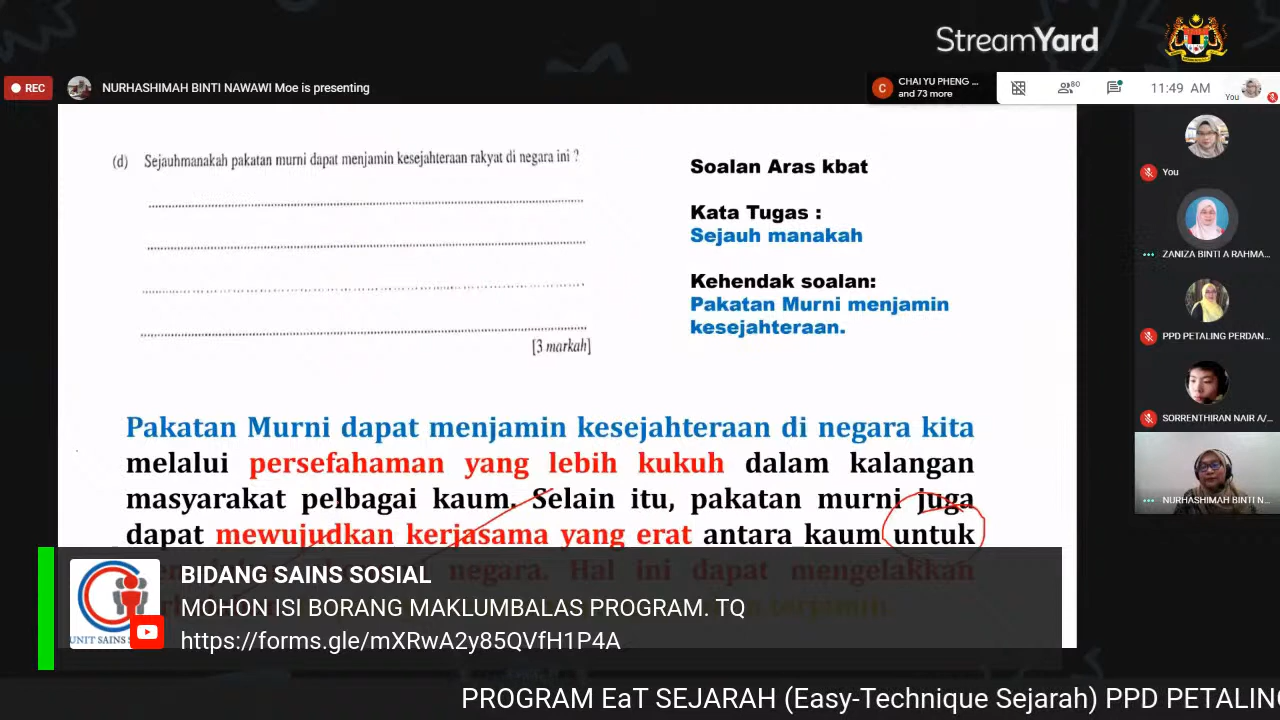 StreamYard
REC
NURHASHIMAH BINTI NAWAWI Moe is presenting
CHAI YU PHENG ...
and 73 more
80
11:49 AM
You
(d) Sejauhmanakah pakatan murni dapat menjamin kesejahteraan rakyat di negara ini ?
[3 markah]
Soalan Aras kbat
Kata Tugas :
Sejauh manakah
Kehendak soalan:
Pakatan Murni menjamin
kesejahteraan.
Pakatan Murni dapat menjamin kesejahteraan di negara kita
melalui persefahaman yang lebih kukuh dalam kalangan
masyarakat pelbagai kaum. Selain itu, pakatan murni juga
dapat mewujudkan kerjasama yang erat antara kaum untuk
negara. Hal ini dapat mengelakkan
terjamin
You
ZANIZA BINTI A RAHMA...
PPD PETALING PERDAN...
SORRENTHIRAN NAIR A/...
NURHASHIMAH BINTI N...
UNIT SAINS
BIDANG SAINS SOSIAL
MOHON ISI BORANG MAKLUMBALAS PROGRAM. TQ
https://forms.gle/mXRwA2y85QVfH1P4A
PROGRAM EaT SEJARAH (Easy-Technique Sejarah) PPD PETALING